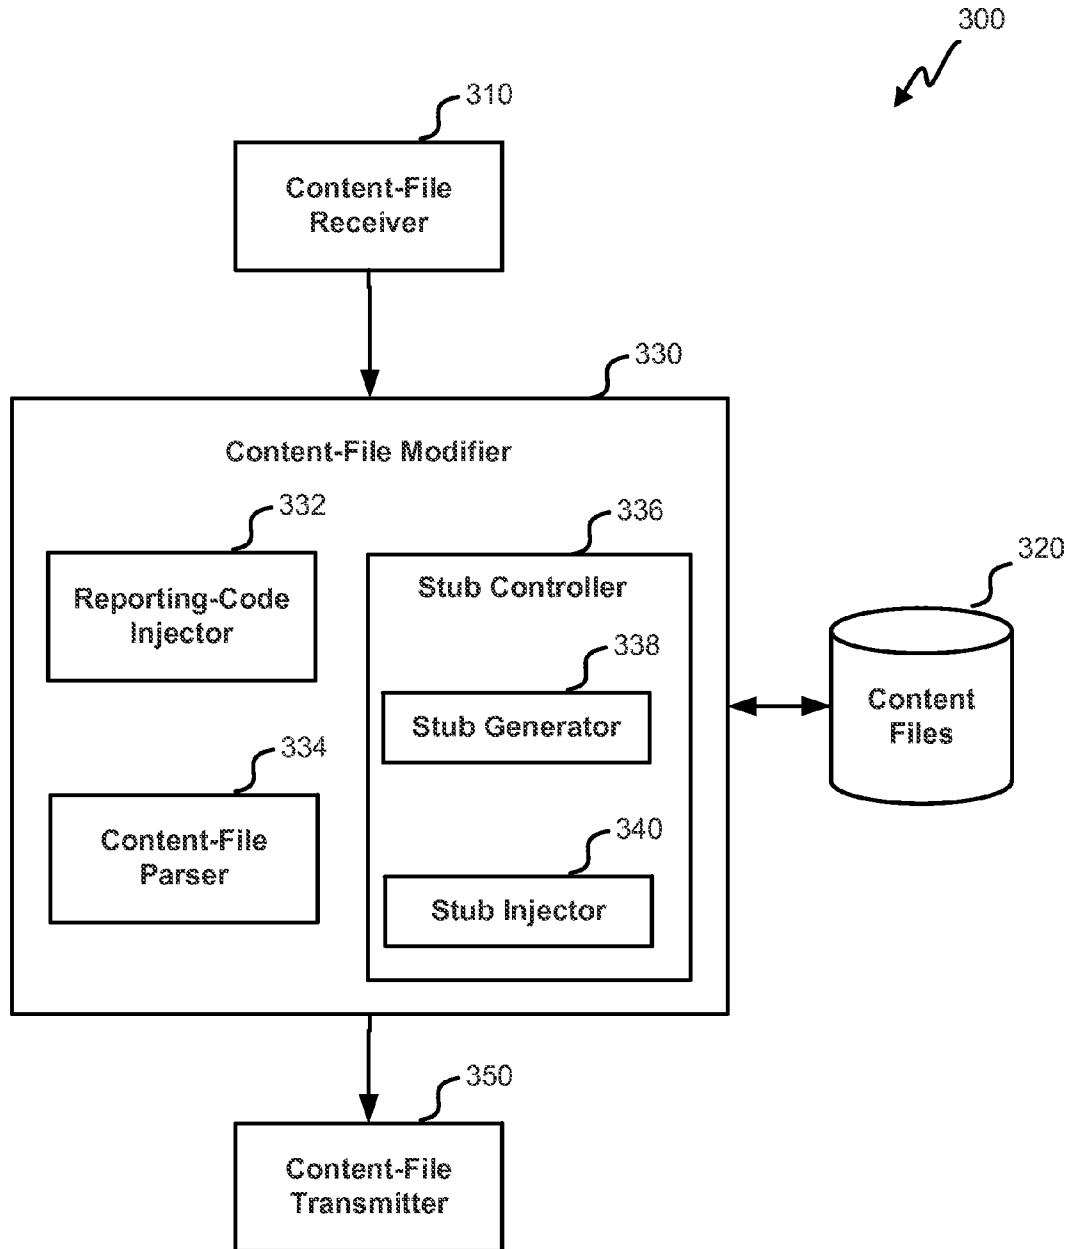 300
310
Content-File
Receiver
330
Content-File Modifier
332
Reporting-Code
Injector
336
Stub Controller
338
Stub Generator
320
Content
Files
334
Content-File
Parser
340
Stub Injector
350
Content-File
Transmitter